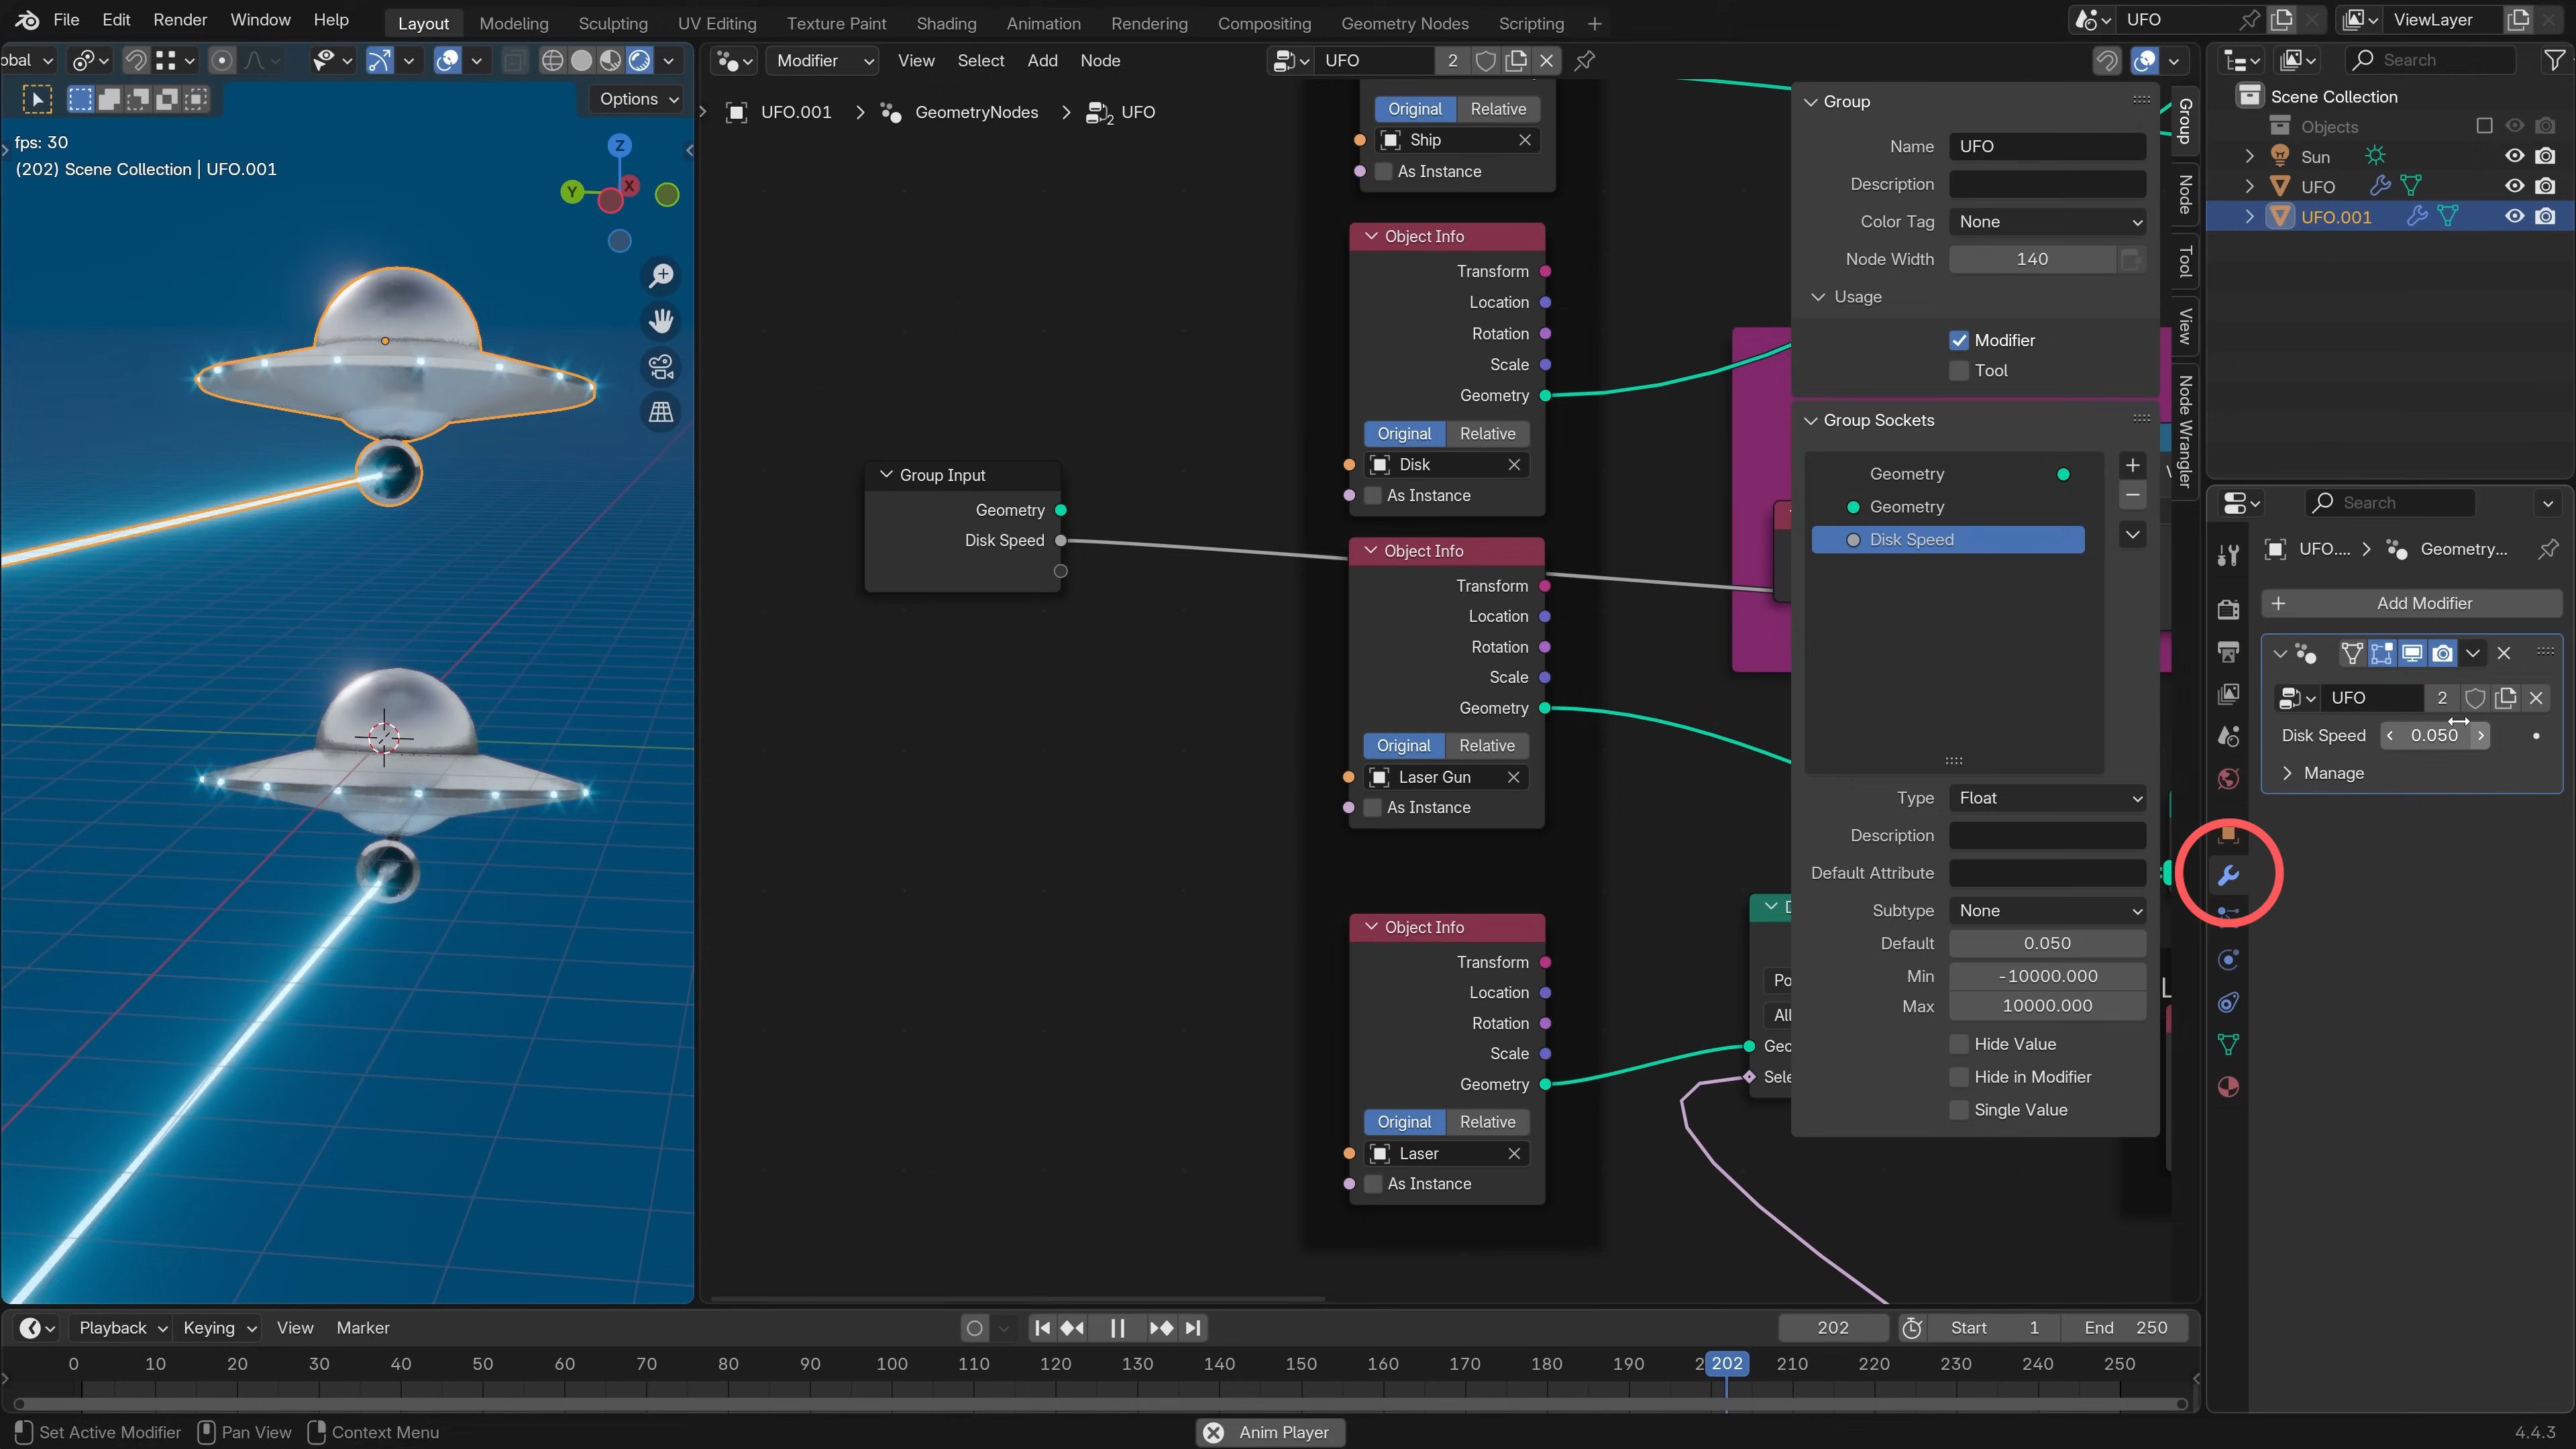 File Edit Render Window Help Layout Modeling Sculpting UV Editing Texture Paint Shading Animation Rendering Compositing Geometry Nodes Scripting + UFO ViewLayer
obal Modifier View Select Add Node UFO 2 Search
Options
UFO.001 > GeometryNodes > 2 UFO
fps: 30
(202) Scene Collection | UFO.001
Z
Y
X
Original Relative
Ship
As Instance
Object Info
Transform
Location
Rotation
Scale
Geometry
Original Relative
Disk
As Instance
Group Input
Geometry
Disk Speed
Object Info
Transform
Location
Rotation
Scale
Geometry
Original Relative
Laser Gun
As Instance
Object Info
Transform
Location
Rotation
Scale
Geometry
Original Relative
Laser
As Instance
D
Po
All
Geo
Sele
Group
Name UFO
Description
Color Tag None
Node Width 140
Usage
Modifier
Tool
Group Sockets
Geometry
Geometry
Disk Speed
Type Float
Description
Default Attribute
Subtype None
Default 0.050
Min -10000.000
Max 10000.000
Hide Value
Hide in Modifier
Single Value
Group
Node
Tool
View
Node Wrangler
Scene Collection
Objects
Sun
UFO
UFO.001
Search
UFO.... > Geometry...
+ Add Modifier
UFO 2
Disk Speed 0.050
Manage
Playback Keying View Marker 202 Start 1 End 250
0 10 20 30 40 50 60 70 80 90 100 110 120 130 140 150 160 170 180 190 2 202 210 220 230 240 250
Set Active Modifier Pan View Context Menu Anim Player 4.4.3